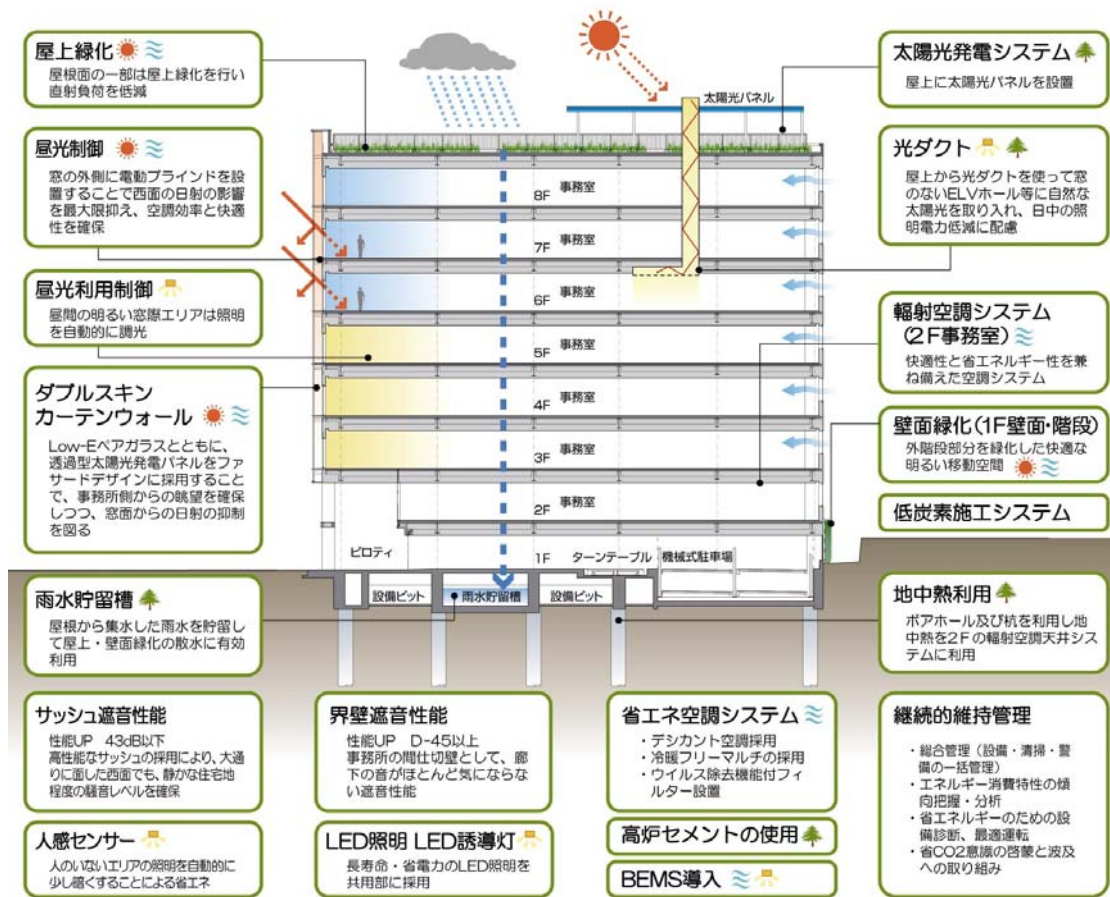 屋上緑化
屋根面の一部は屋上緑化を行い
直射負荷を低減
昼光制御
窓の外側に電動ブラインドを設
置することで西面の日射の影響
を最大限抑え、空調効率と快適
性を確保
昼光利用制御
昼間の明るい窓際エリアは照明
を自動的に調光
ダブルスキン
カーテンウォール
Low-Eペアガラスとともに、
透過型太陽光発電パネルをファ
サードデザインに採用すること
で、事務所側からの眺望を確保
しつつ、窓面からの日射の抑制
を図る
太陽光パネル
8F 事務室
7F 事務室
6F 事務室
5F 事務室
4F 事務室
3F 事務室
2F 事務室
ピロティ
1F
ターンテーブル
機械式駐車場
設備ピット
雨水貯留槽
設備ピット
太陽光発電システム
屋上に太陽光パネルを設置
光ダクト
屋上から光ダクトを使って窓
のないELVホール等に自然な
太陽光を取り入れ、日中の照
明電力低減に配慮
輻射空調システム
(2F事務室)
快適性と省エネルギー性を兼
ね備えた空調システム
壁面緑化(1F壁面・階段)
外階段部分を緑化した快適な
明るい移動空間
低炭素施工システム
雨水貯留槽
屋根から集水した雨水を貯留し
て屋上・壁面緑化の散水に有効
利用
地中熱利用
ボアホール及び杭を利用し地
中熱を2Fの輻射空調天井シス
テムに利用
サッシュ遮音性能
性能UP 43dB以下
高性能なサッシュの採用により、大通
りに面した西面でも、静かな住宅地
程度の騒音レベルを確保
界壁遮音性能
性能UP D-45以上
事務所の間仕切壁として、廊
下の音がほとんど気にならな
い遮音性能
省エネ空調システム
・デシカント空調採用
・冷暖フリーマルチの採用
・ウイルス除去機能付フィ
ルター設置
継続的維持管理
・総合管理（設備・清掃・警
備の一括管理）
・エネルギー消費特性の傾
向把握・分析
・省エネルギーのための設
備診断、最適運転
・省CO2意識の啓蒙と波及
への取り組み
人感センサー
人のいないエリアの照明を自動的に
少し暗くすることによる省エネ
LED照明 LED誘導灯
長寿命・省電力のLED照明を
共用部に採用
高炉セメントの使用
BEMS導入